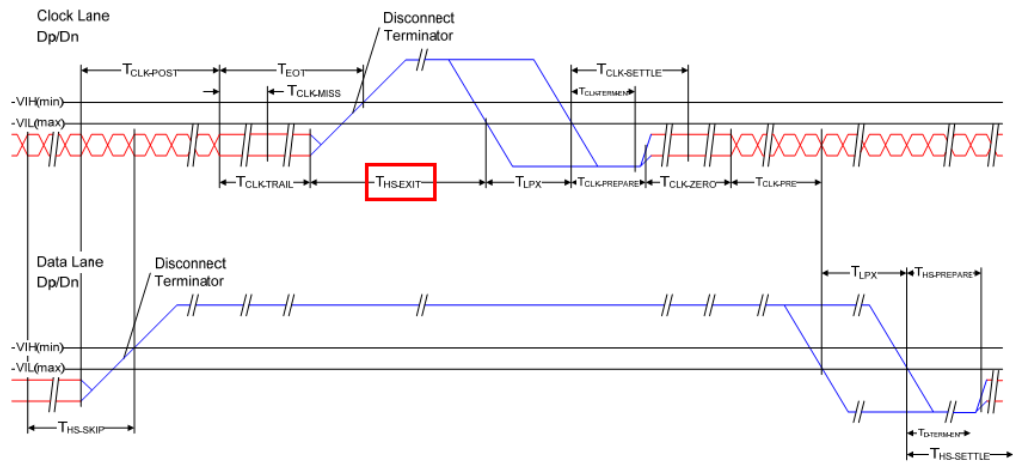 Clock Lane
Dp/Dn
Disconnect
Terminator
TCLK-POST
TEOT
TCLK-MISS
TCLK-SETTLE
TCLK-TERM-EN
VIH(min)
VIL(max)
TCLK-TRAIL
THS-EXIT
TLPX
TCLK-PREPARE
TCLK-ZERO
TCLK-PRE
Data Lane
Dp/Dn
Disconnect
Terminator
TLPX
THS-PREPARE
VIH(min)
VIL(max)
THS-SKIP
TD-TERM-EN
THS-SETTLE